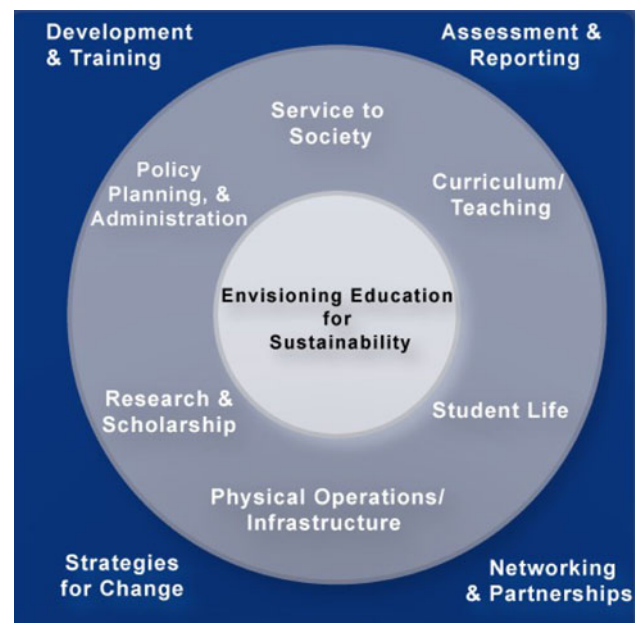 Development
& Training
Assessment &
Reporting
Service to
Society
Policy
Planning, &
Administration
Curriculum/
Teaching
Envisioning Education
for
Sustainability
Research &
Scholarship
Student Life
Physical Operations/
Infrastructure
Strategies
for Change
Networking
& Partnerships